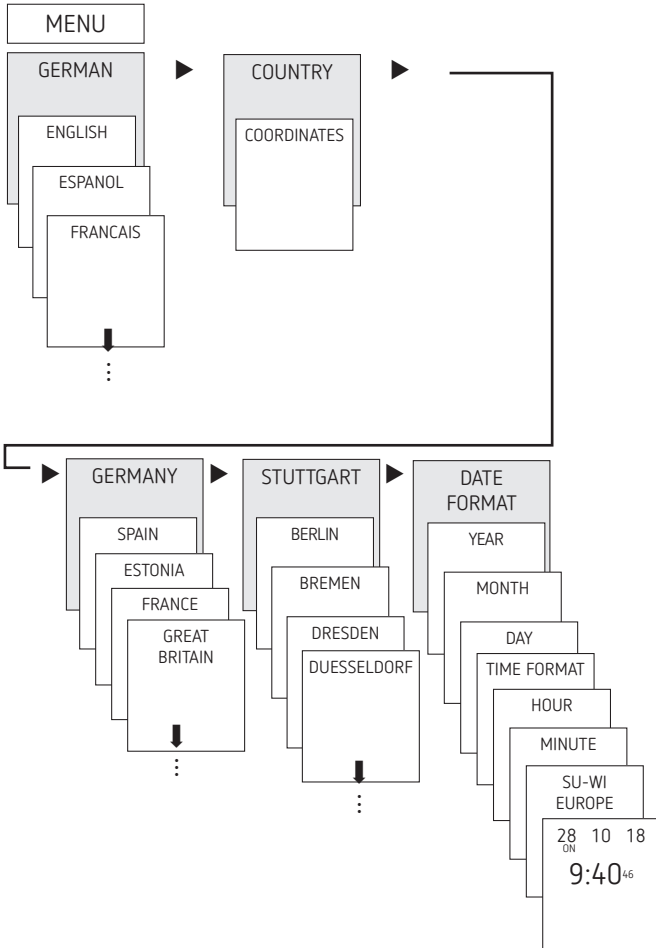 MENU
GERMAN
ENGLISH
ESPANOL
FRANCAIS
COUNTRY
COORDINATES
GERMANY
SPAIN
ESTONIA
FRANCE
GREAT
BRITAIN
STUTTGART
BERLIN
BREMEN
DRESDEN
DUESSELDORF
DATE
FORMAT
YEAR
MONTH
DAY
TIME FORMAT
HOUR
MINUTE
SU-WI
EUROPE
28 10 18
ON
9:40 46